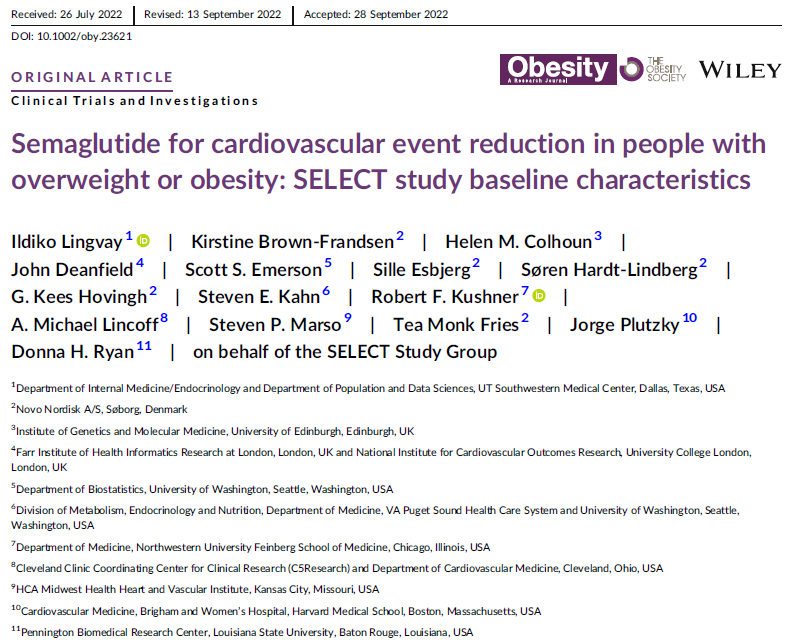 Received: 26 July 2022 | Revised: 13 September 2022 | Accepted: 28 September 2022
DOI: 10.1002/oby.23621
ORIGINAL ARTICLE
Clinical Trials and Investigations
Obesity
A Research Journal
THE
OBESITY
SOCIETY
WILEY
Semaglutide for cardiovascular event reduction in people with
overweight or obesity: SELECT study baseline characteristics
Ildiko Lingvay1 iD | Kirstine Brown-Frandsen2 | Helen M. Colhoun3 |
John Deanfield4 | Scott S. Emerson5 | Sille Esbjerg2 | Søren Hardt-Lindberg2 |
G. Kees Hovingh2 | Steven E. Kahn6 | Robert F. Kushner7 iD |
A. Michael Lincoff8 | Steven P. Marso9 | Tea Monk Fries2 | Jorge Plutzky10 |
Donna H. Ryan11 | on behalf of the SELECT Study Group
1Department of Internal Medicine/Endocrinology and Department of Population and Data Sciences, UT Southwestern Medical Center, Dallas, Texas, USA
2Novo Nordisk A/S, Søborg, Denmark
3Institute of Genetics and Molecular Medicine, University of Edinburgh, Edinburgh, UK
4Farr Institute of Health Informatics Research at London, London, UK and National Institute for Cardiovascular Outcomes Research, University College London,
London, UK
5Department of Biostatistics, University of Washington, Seattle, Washington, USA
6Division of Metabolism, Endocrinology and Nutrition, Department of Medicine, VA Puget Sound Health Care System and University of Washington, Seattle,
Washington, USA
7Department of Medicine, Northwestern University Feinberg School of Medicine, Chicago, Illinois, USA
8Cleveland Clinic Coordinating Center for Clinical Research (C5Research) and Department of Cardiovascular Medicine, Cleveland, Ohio, USA
9HCA Midwest Health Heart and Vascular Institute, Kansas City, Missouri, USA
10Cardiovascular Medicine, Brigham and Women's Hospital, Harvard Medical School, Boston, Massachusetts, USA
11Pennington Biomedical Research Center, Louisiana State University, Baton Rouge, Louisiana, USA